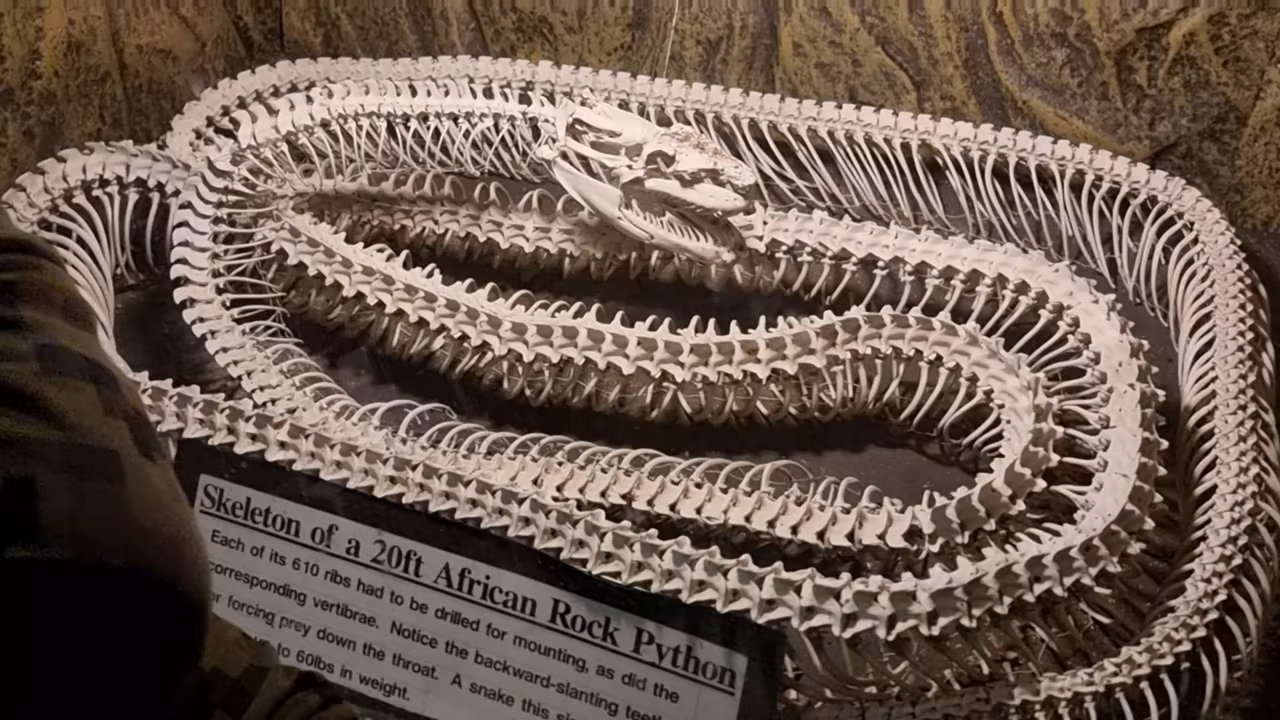 Skeleton of a 20ft African Rock Python
Each of its 610 ribs had to be drilled for mounting, as did the
corresponding vertibrae. Notice the backward-slanting teeth
forcing prey down the throat. A snake this
to 60lbs in weight.